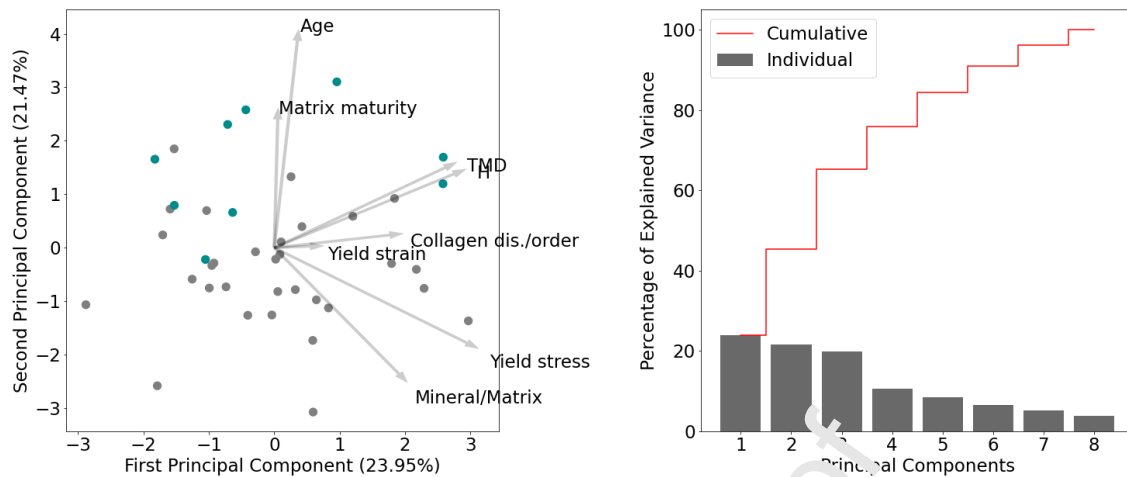 Age
Matrix maturity
TMD
H
Collagen dis./order
Yield strain
Yield stress
Mineral/Matrix
4
3
2
1
0
−1
−2
−3
Second Principal Component (21.47%)
−3 −2 −1 0 1 2 3
First Principal Component (23.95%)
Cumulative
Individual
100
80
60
40
20
0
Percentage of Explained Variance
1 2 3 4 5 6 7 8
Principal Components
of